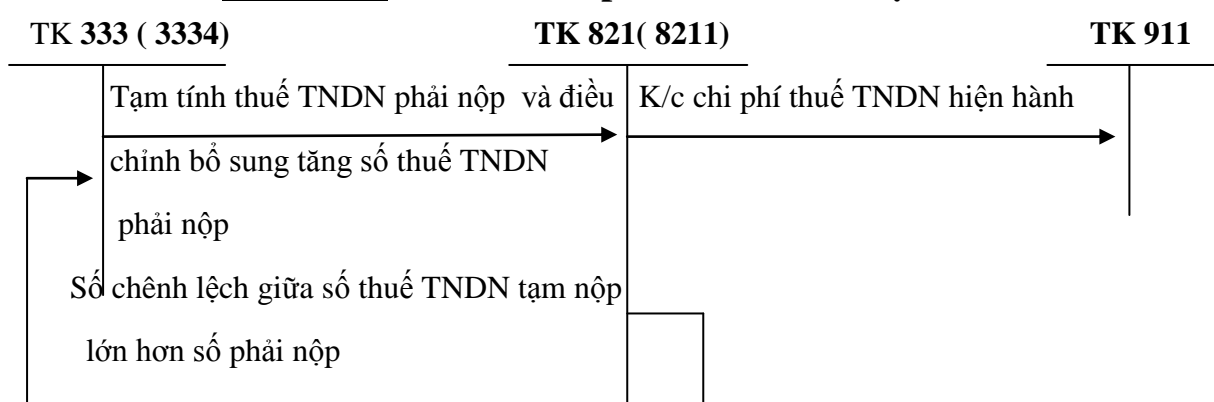 TK 333 ( 3334) TK 821( 8211) TK 911
Tạm tính thuế TNDN phải nộp và điều K/c chi phí thuế TNDN hiện hành
chỉnh bổ sung tăng số thuế TNDN
phải nộp
Số chênh lệch giữa số thuế TNDN tạm nộp
lớn hơn số phải nộp